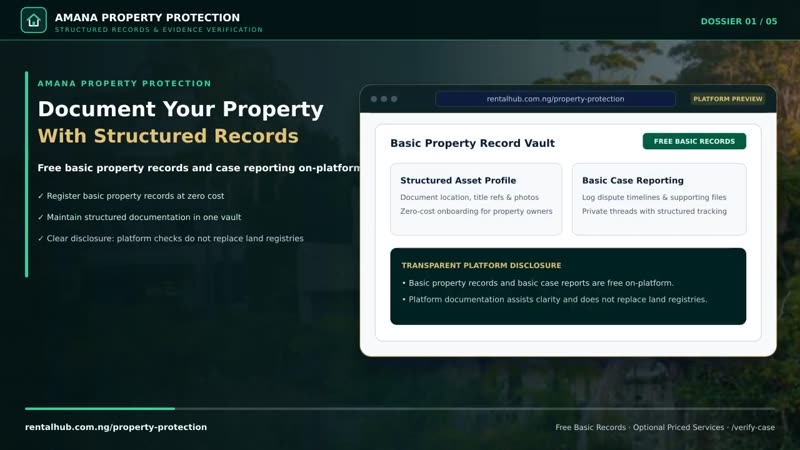 AMANA PROPERTY PROTECTION
STRUCTURED RECORDS & EVIDENCE VERIFICATION
DOSSIER 01 / 05
AMANA PROPERTY PROTECTION
Document Your Property
With Structured Records
Free basic property records and case reporting on-platform
✓ Register basic property records at zero cost
✓ Maintain structured documentation in one vault
✓ Clear disclosure: platform checks do not replace land registries
rentalhub.com.ng/property-protection
PLATFORM PREVIEW
Basic Property Record Vault
FREE BASIC RECORDS
Structured Asset Profile
Document location, title refs & photos
Zero-cost onboarding for property owners
Basic Case Reporting
Log dispute timelines & supporting files
Private threads with structured tracking
TRANSPARENT PLATFORM DISCLOSURE
• Basic property records and basic case reports are free on-platform.
• Platform documentation assists clarity and does not replace land registries.
rentalhub.com.ng/property-protection
Free Basic Records · Optional Priced Services · /verify-case